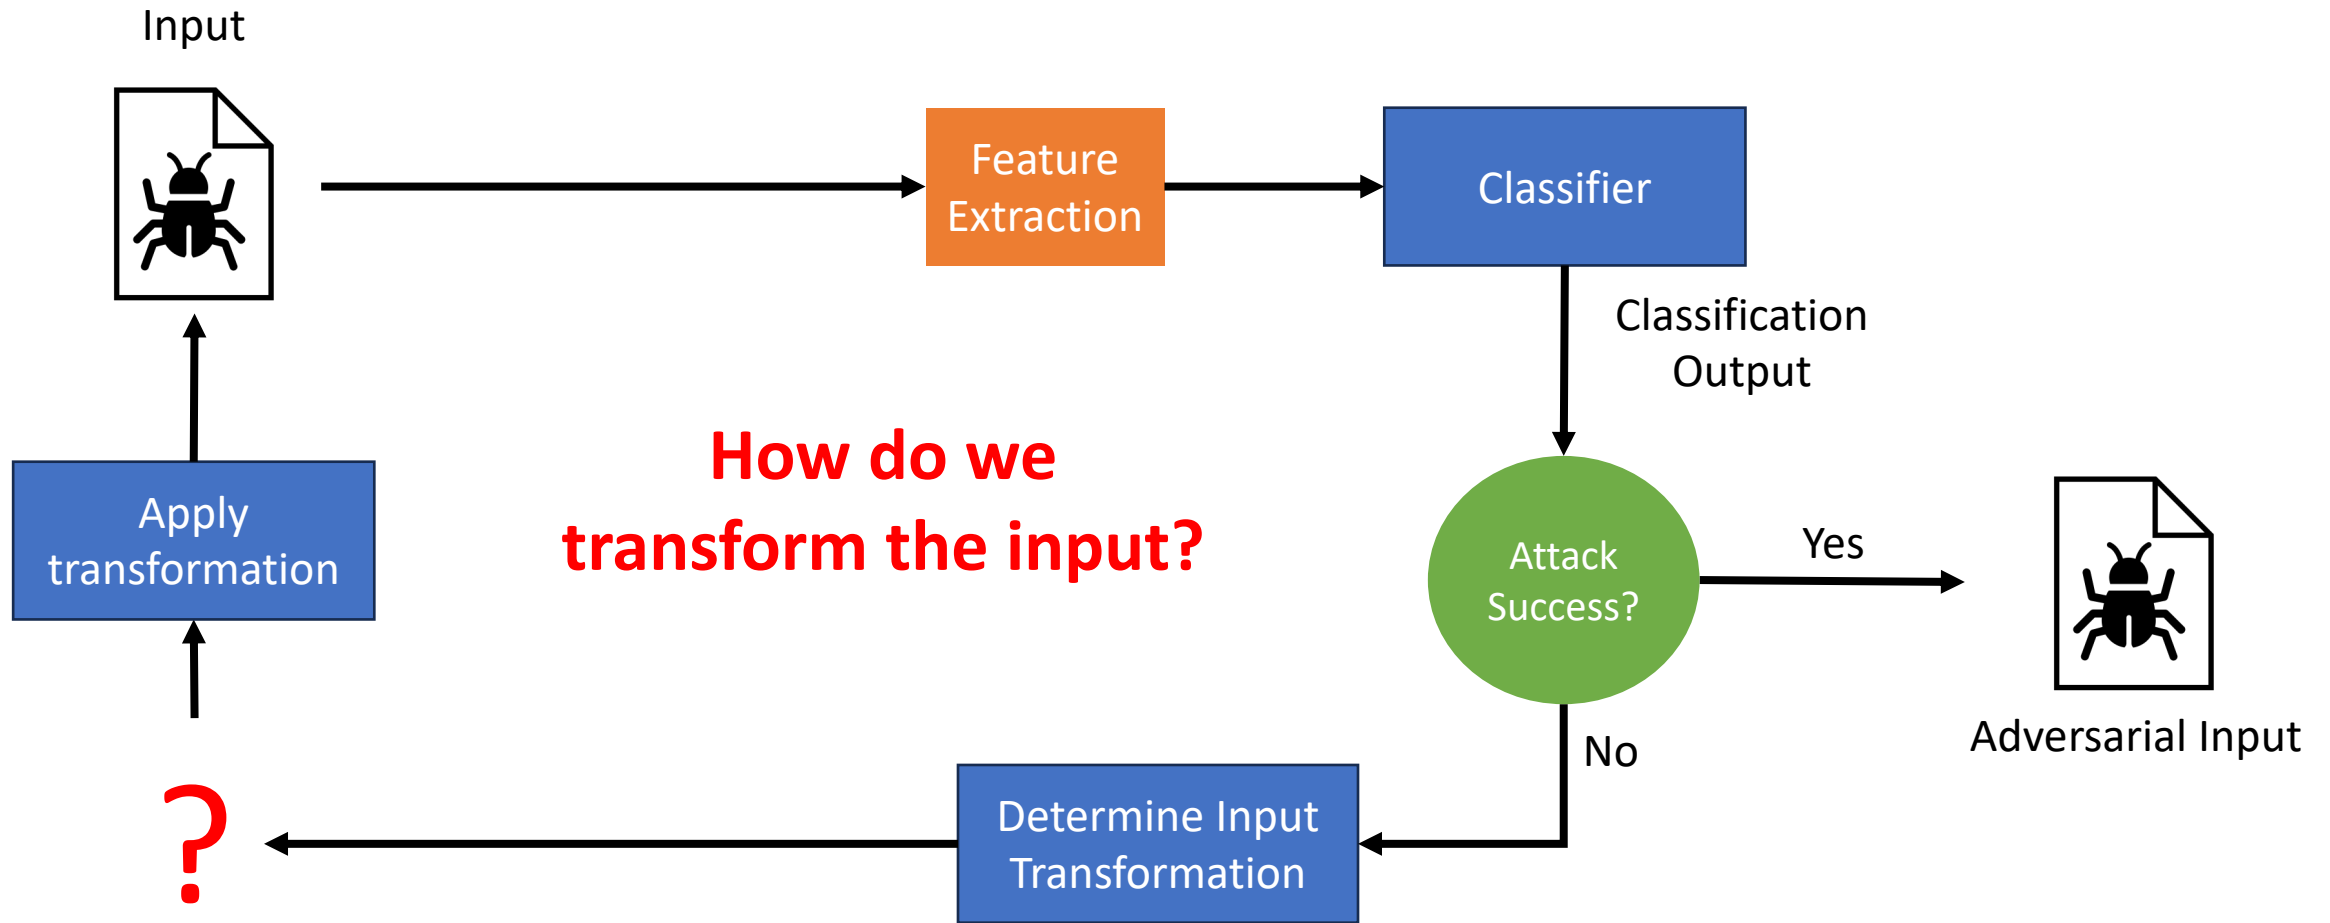 Input
Feature
Extraction
Classifier
Classification
Output
How do we
transform the input?
Apply
transformation
Attack
Success?
Yes
Adversarial Input
No
Determine Input
Transformation
?